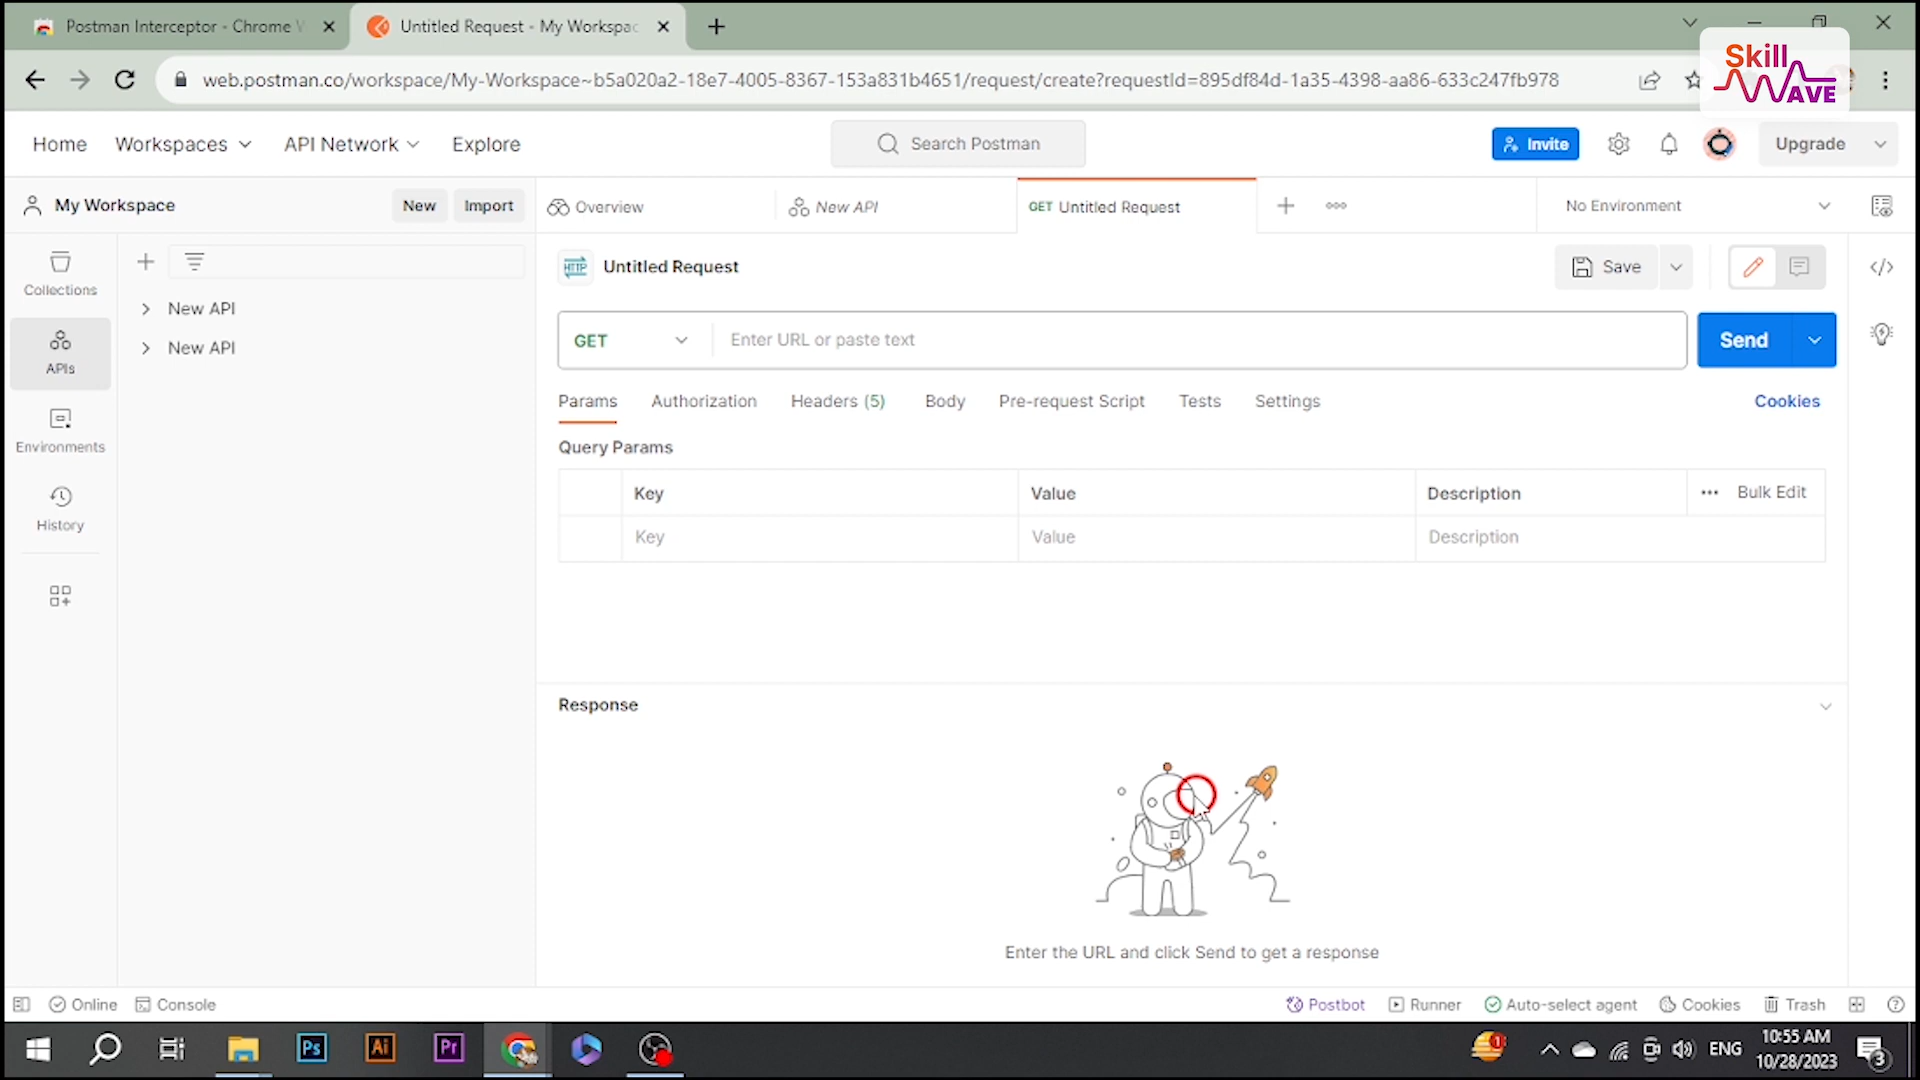 Postman Interceptor - Chrome W
Untitled Request - My Workspac
Skill
WAVE
web.postman.co/workspace/My-Workspace~b5a020a2-18e7-4005-8367-153a831b4651/request/create?requestId=895df84d-1a35-4398-aa86-633c247fb978
Home
Workspaces
API Network
Explore
Search Postman
Invite
Upgrade
My Workspace
New
Import
Overview
New API
GET Untitled Request
No Environment
Collections
APIs
Environments
History
New API
New API
HTTP
Untitled Request
Save
GET
Enter URL or paste text
Send
Params
Authorization
Headers (5)
Body
Pre-request Script
Tests
Settings
Cookies
Query Params
Key
Value
Description
Bulk Edit
Key
Value
Description
Response
Enter the URL and click Send to get a response
Online
Console
Postbot
Runner
Auto-select agent
Cookies
Trash
Ps
Ai
Pr
1
ENG
10:55 AM
10/28/2023
3